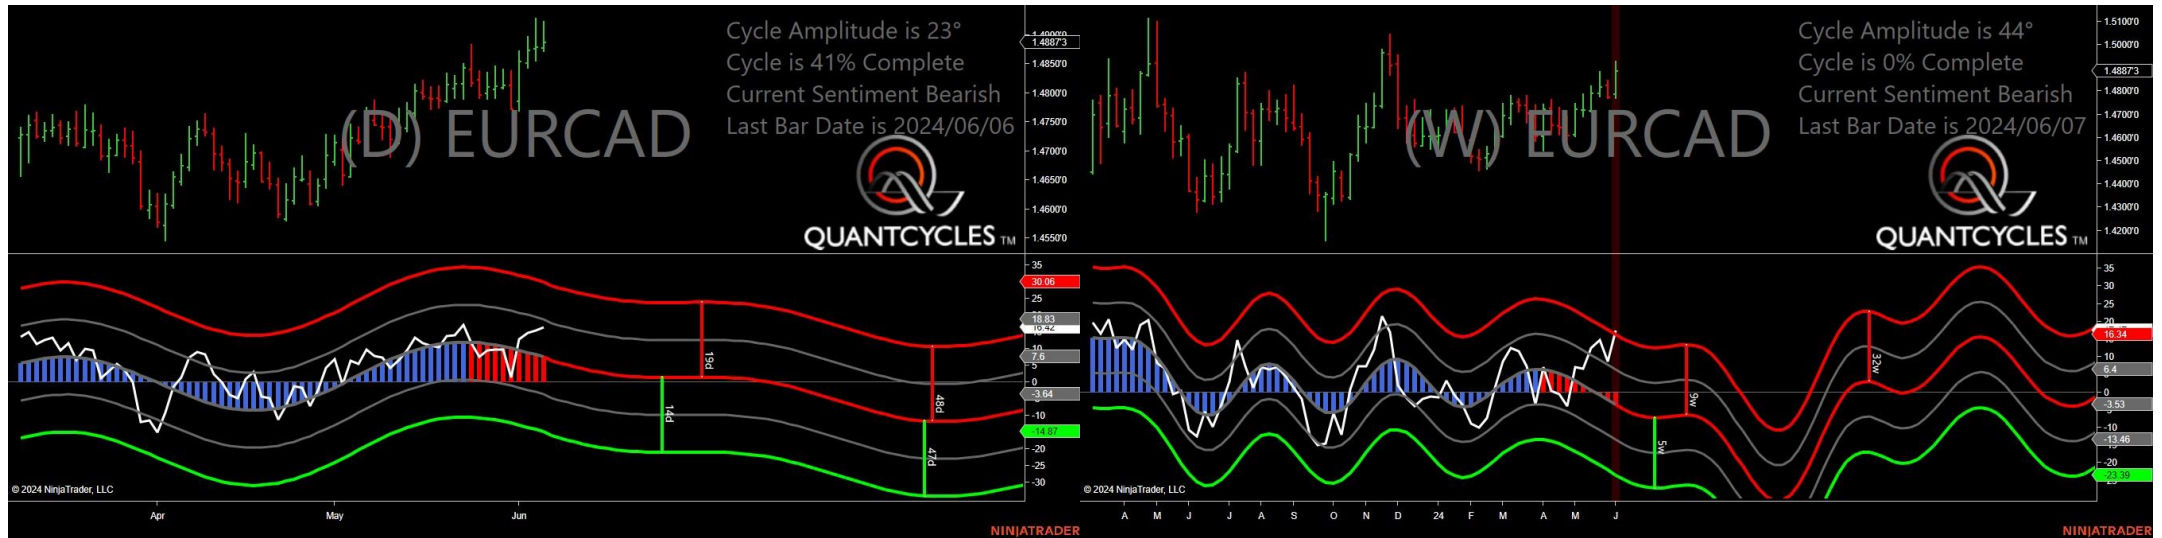 Cycle Amplitude is 23°
Cycle is 41% Complete
Current Sentiment Bearish
Last Bar Date is 2024/06/06
(D) EURCAD
QUANTCYCLES TM
1.4887'3
1.4850'0
1.4800'0
1.4750'0
1.4700'0
1.4650'0
1.4600'0
1.4550'0
35
30.06
25
18.83
16.42
10
7.6
5
0
-3.64
-10
-14.87
-20
-25
-30
19d
14d
48d
47d
© 2024 NinjaTrader, LLC
Apr May Jun
NINJATRADER
Cycle Amplitude is 44°
Cycle is 0% Complete
Current Sentiment Bearish
Last Bar Date is 2024/06/07
(W) EURCAD
QUANTCYCLES TM
1.5100'0
1.5000'0
1.4887'3
1.4800'0
1.4700'0
1.4600'0
1.4500'0
1.4400'0
1.4300'0
1.4200'0
35
30
25
20
16.34
10
6.4
0
-3.53
-13.46
-20
-23.39
9w
5w
32w
© 2024 NinjaTrader, LLC
A M J J A S O N D 24 F M A M J
NINJATRADER